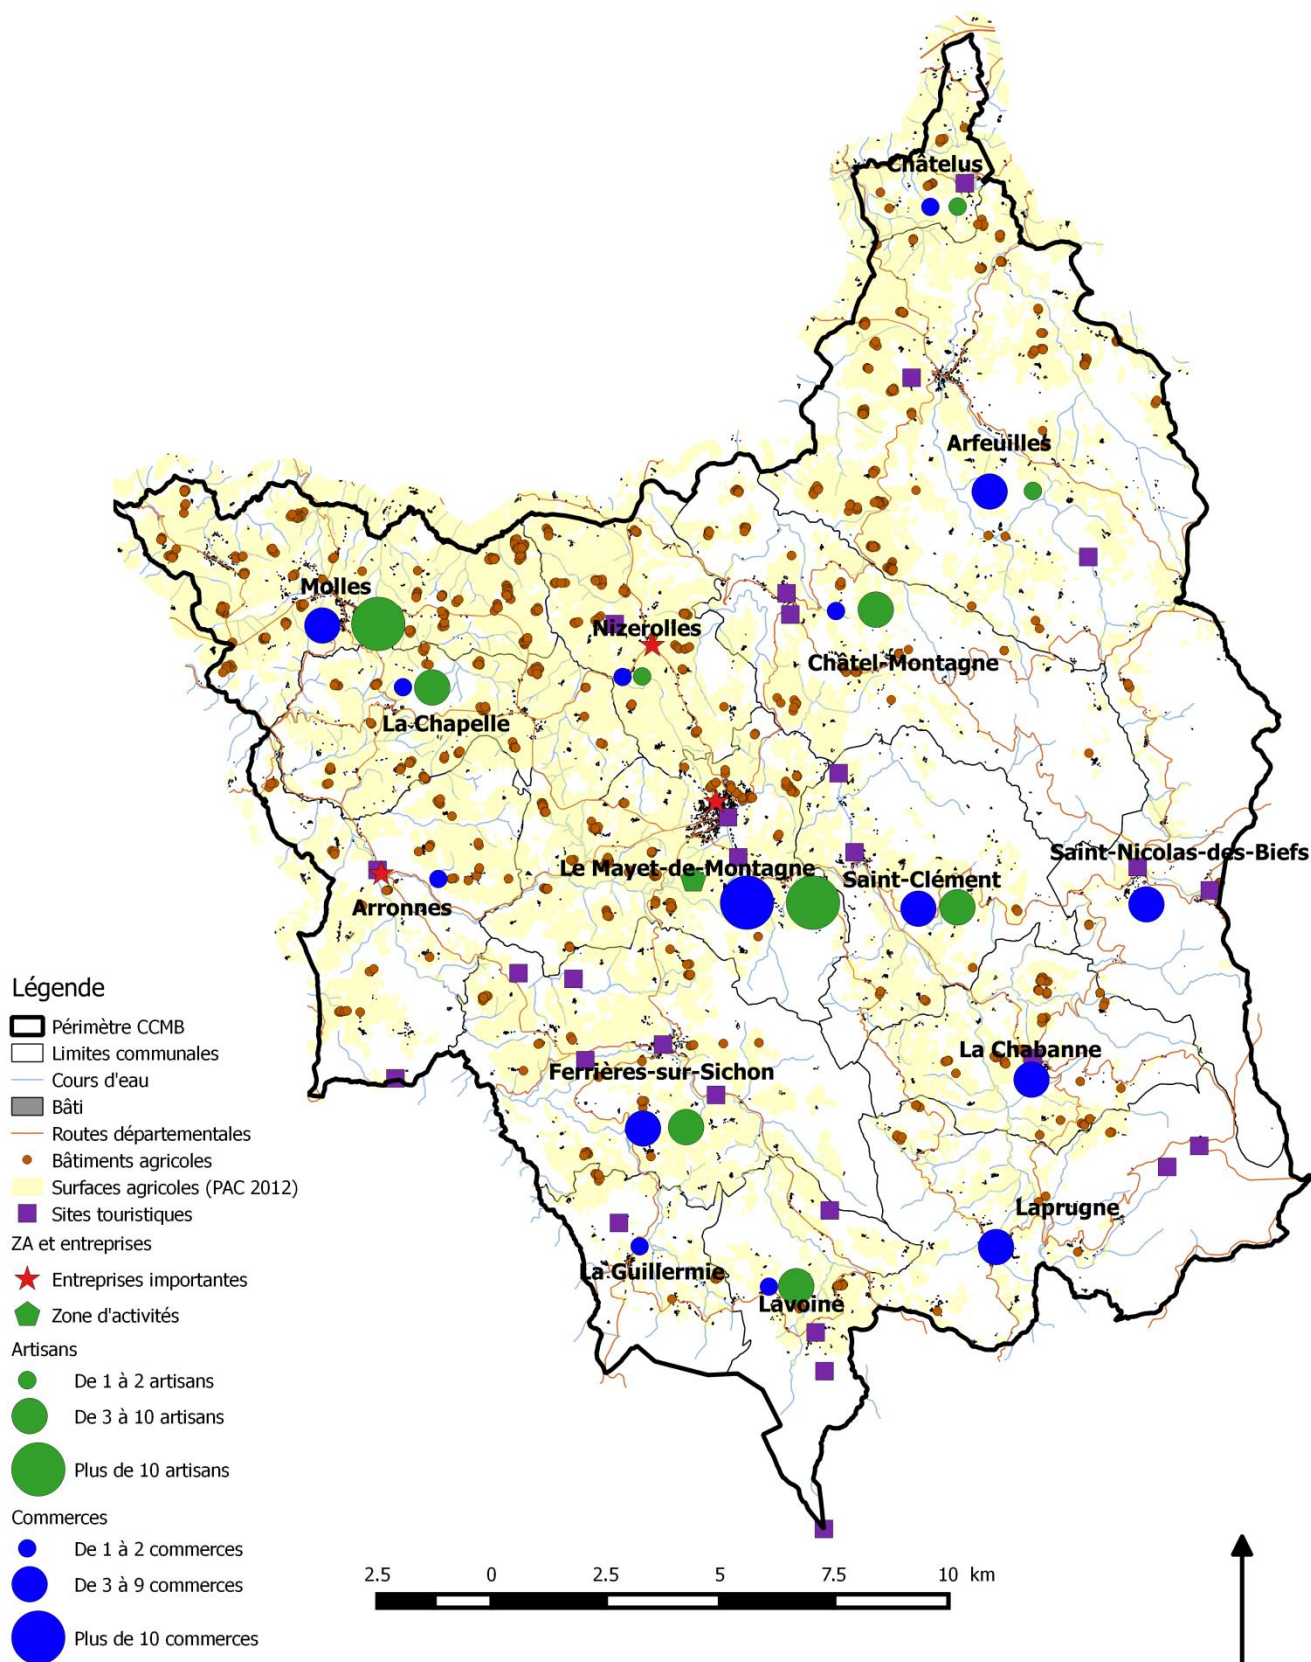 Châtelus
Arfeuilles
Molles
Nizerolles
Châtel-Montagne
La Chapelle
Saint-Nicolas-des-Biefs
Le Mayet-de-Montagne
Saint-Clément
Arronnes
La Chabanne
Ferrières-sur-Sichon
Laprugne
La Guillermie
Lavoine
Légende
Périmètre CCMB
Limites communales
Cours d'eau
Bâti
Routes départementales
Bâtiments agricoles
Surfaces agricoles (PAC 2012)
Sites touristiques
ZA et entreprises
Entreprises importantes
Zone d'activités
Artisans
De 1 à 2 artisans
De 3 à 10 artisans
Plus de 10 artisans
Commerces
De 1 à 2 commerces
De 3 à 9 commerces
Plus de 10 commerces
2.5 0 2.5 5 7.5 10 km